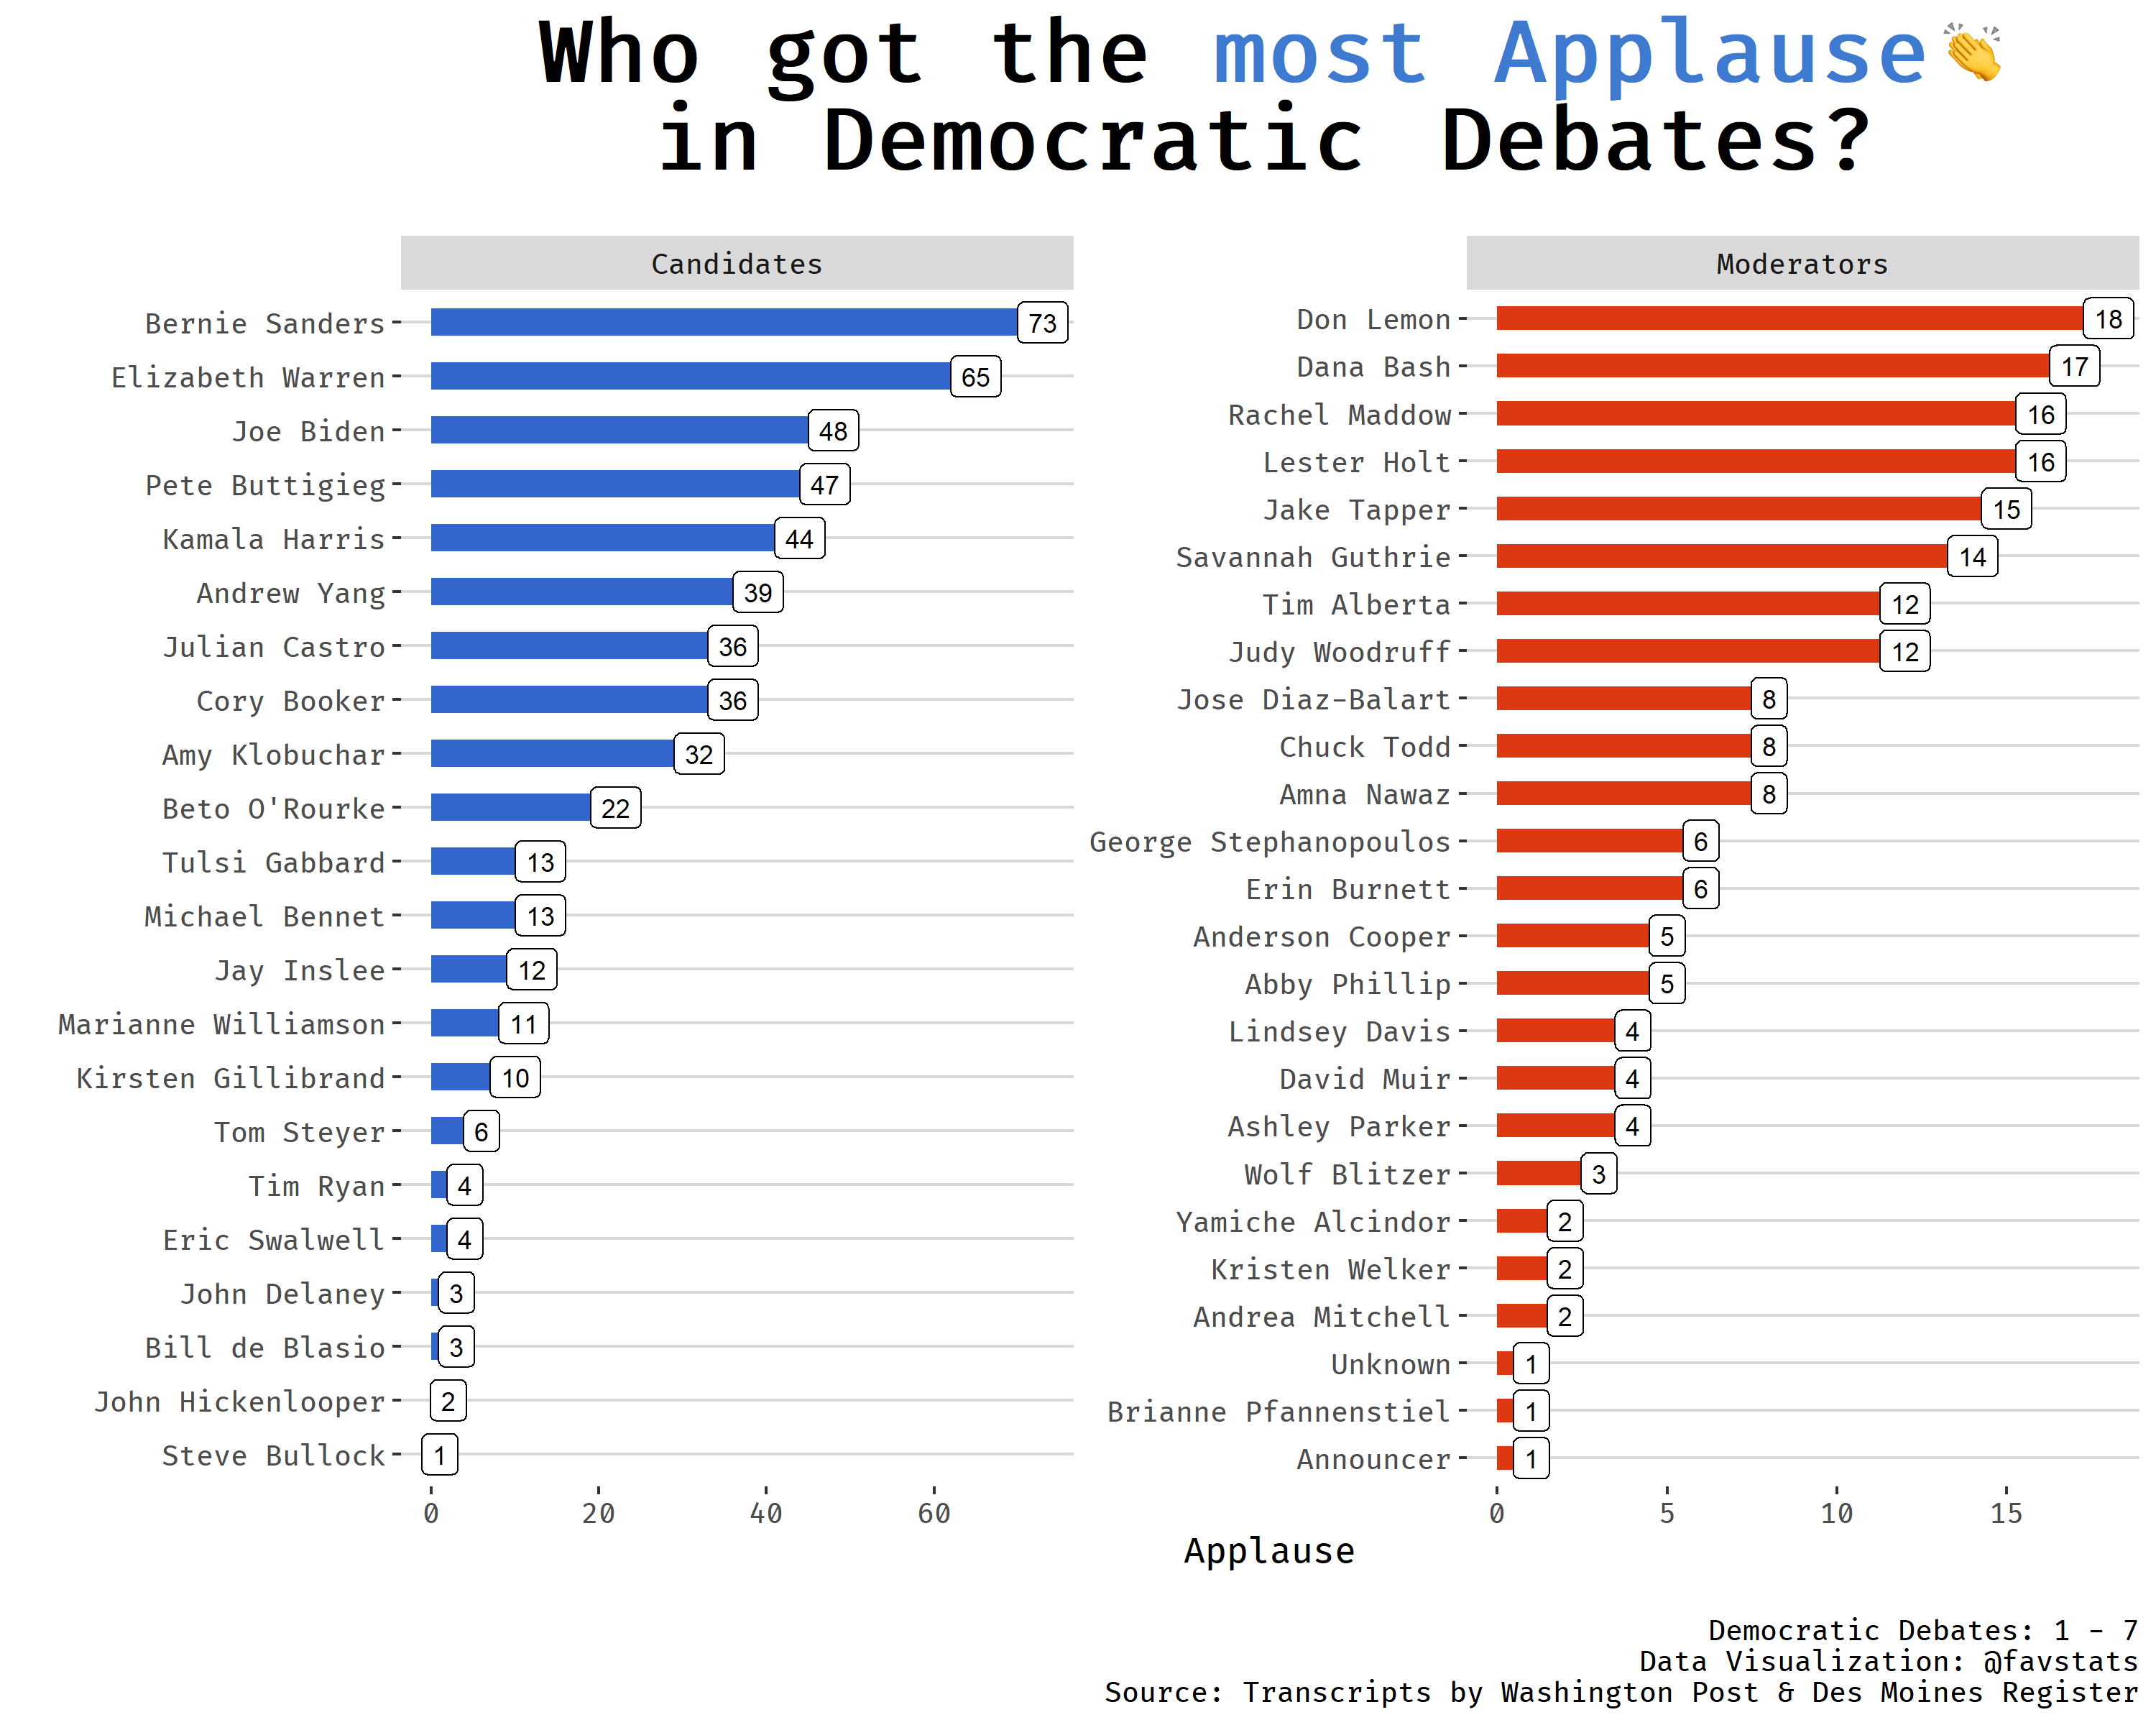 Who got the most Applause👏
in Democratic Debates?
Candidates
Bernie Sanders 73
Elizabeth Warren 65
Joe Biden 48
Pete Buttigieg 47
Kamala Harris 44
Andrew Yang 39
Julian Castro 36
Cory Booker 36
Amy Klobuchar 32
Beto O'Rourke 22
Tulsi Gabbard 13
Michael Bennet 13
Jay Inslee 12
Marianne Williamson 11
Kirsten Gillibrand 10
Tom Steyer 6
Tim Ryan 4
Eric Swalwell 4
John Delaney 3
Bill de Blasio 3
John Hickenlooper 2
Steve Bullock 1
0 20 40 60
Moderators
Don Lemon 18
Dana Bash 17
Rachel Maddow 16
Lester Holt 16
Jake Tapper 15
Savannah Guthrie 14
Tim Alberta 12
Judy Woodruff 12
Jose Diaz-Balart 8
Chuck Todd 8
Amna Nawaz 8
George Stephanopoulos 6
Erin Burnett 6
Anderson Cooper 5
Abby Phillip 5
Lindsey Davis 4
David Muir 4
Ashley Parker 4
Wolf Blitzer 3
Yamiche Alcindor 2
Kristen Welker 2
Andrea Mitchell 2
Unknown 1
Brianne Pfannenstiel 1
Announcer 1
0 5 10 15
Applause
Democratic Debates: 1 - 7
Data Visualization: @favstats
Source: Transcripts by Washington Post & Des Moines Register